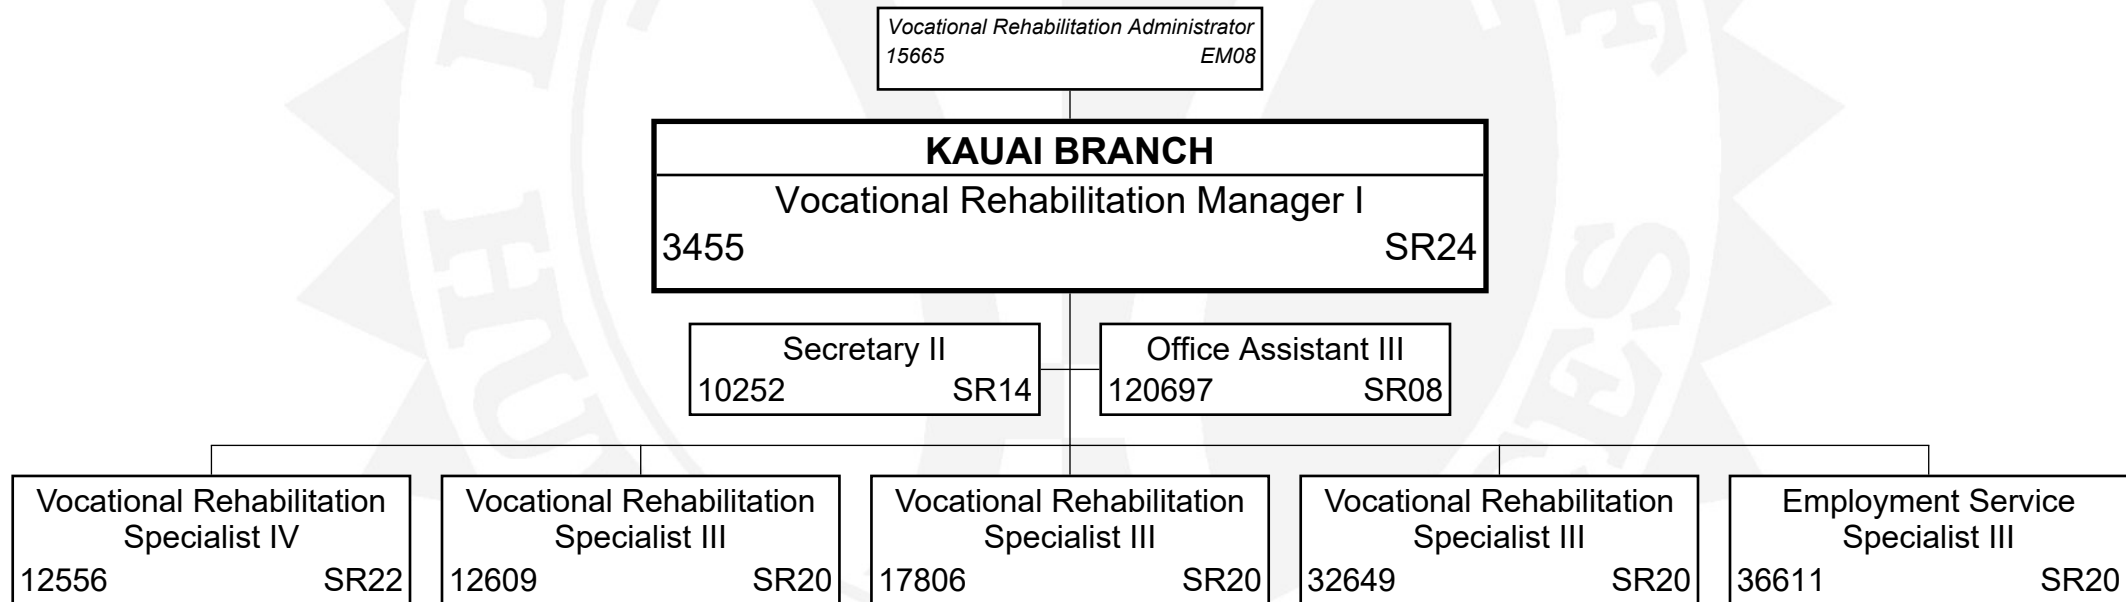 Vocational Rehabilitation Administrator
15665 EM08
KAUAI BRANCH
Vocational Rehabilitation Manager I
3455 SR24
Secretary II
10252 SR14
Office Assistant III
120697 SR08
Vocational Rehabilitation
Specialist IV
12556 SR22
Vocational Rehabilitation
Specialist III
12609 SR20
Vocational Rehabilitation
Specialist III
17806 SR20
Vocational Rehabilitation
Specialist III
32649 SR20
Employment Service
Specialist III
36611 SR20